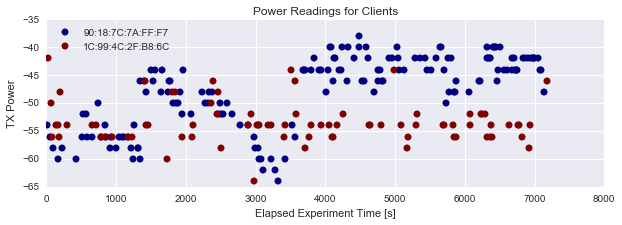 Power Readings for Clients
90:18:7C:7A:FF:F7
1C:99:4C:2F:B8:6C
TX Power
−35
−40
−45
−50
−55
−60
−65
0 1000 2000 3000 4000 5000 6000 7000 8000
Elapsed Experiment Time [s]